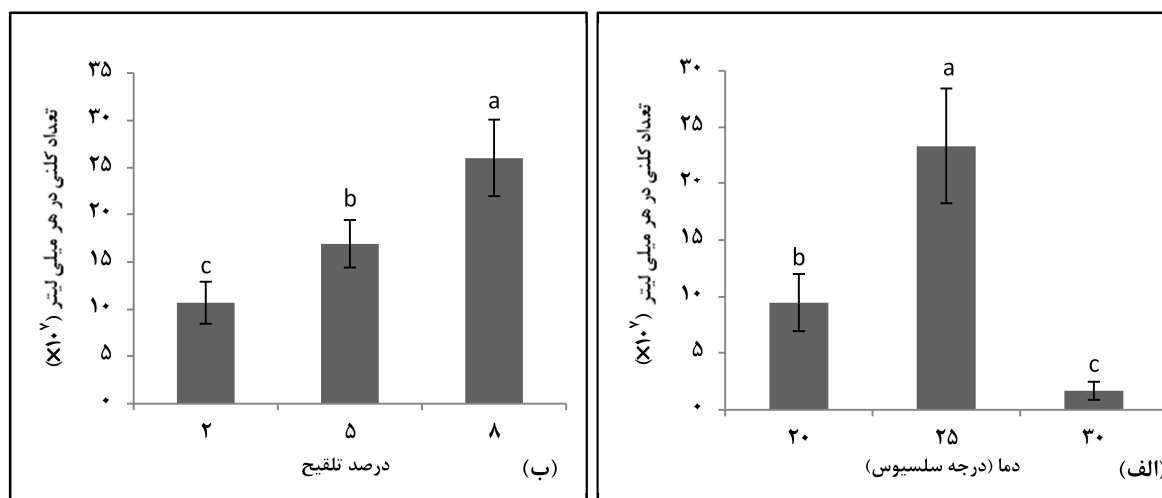 تعداد کلنی در هر میلی لیتر (×۱۰^۷)
۳۰
۲۵
۲۰
۱۵
۱۰
۵
۰
b
a
c
۲۰
۲۵
۳۰
دما (درجه سلسیوس)
(الف)
تعداد کلنی در هر میلی لیتر (×۱۰^۷)
۳۵
۳۰
۲۵
۲۰
۱۵
۱۰
۵
۰
c
b
a
۲
۵
۸
درصد تلقیح
(ب)